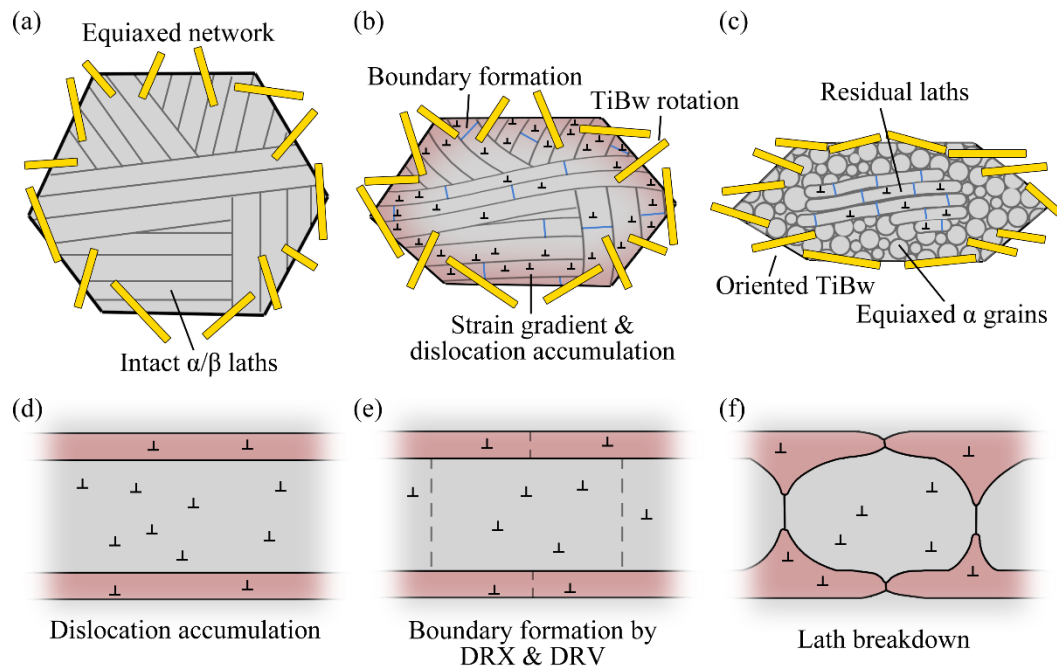 (a)
Equiaxed network
Intact α/β laths
(b)
Boundary formation
TiBw rotation
Strain gradient &
dislocation accumulation
(c)
Residual laths
Oriented TiBw
Equiaxed α grains
(d)
Dislocation accumulation
(e)
Boundary formation by
DRX & DRV
(f)
Lath breakdown